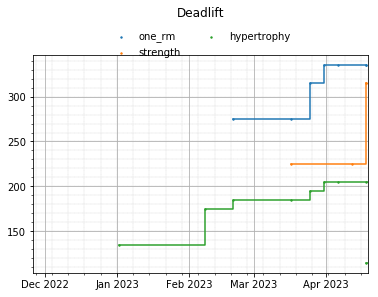 Deadlift
one_rm
hypertrophy
strength
300
250
200
150
Dec 2022
Jan 2023
Feb 2023
Mar 2023
Apr 2023